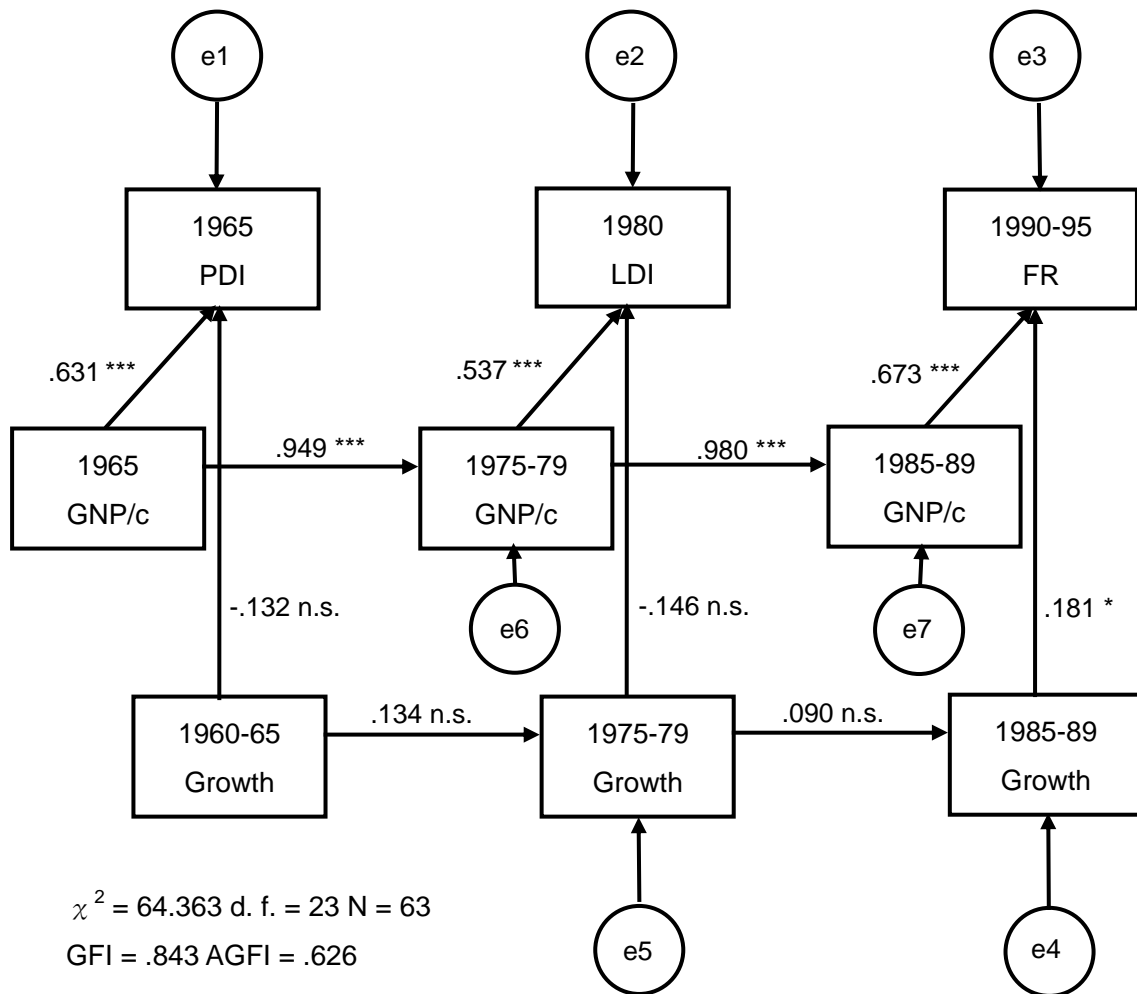 e1
e2
e3
1965
PDI
1980
LDI
1990-95
FR
.631 ***
.537 ***
.673 ***
1965
GNP/c
.949 ***
1975-79
GNP/c
.980 ***
1985-89
GNP/c
-.132 n.s.
e6
-.146 n.s.
e7
.181 *
1960-65
Growth
.134 n.s.
1975-79
Growth
.090 n.s.
1985-89
Growth
χ² = 64.363 d. f. = 23 N = 63
GFI = .843 AGFI = .626
e5
e4